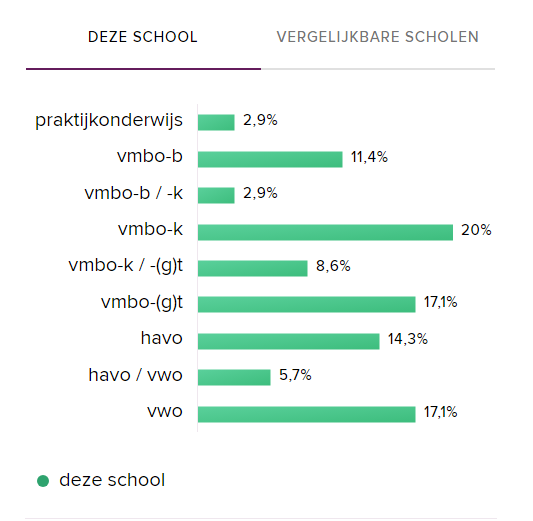 DEZE SCHOOL VERGELIJKBARE SCHOLEN
praktijkonderwijs 2,9%
vmbo-b 11,4%
vmbo-b / -k 2,9%
vmbo-k 20%
vmbo-k / -(g)t 8,6%
vmbo-(g)t 17,1%
havo 14,3%
havo / vwo 5,7%
vwo 17,1%
deze school